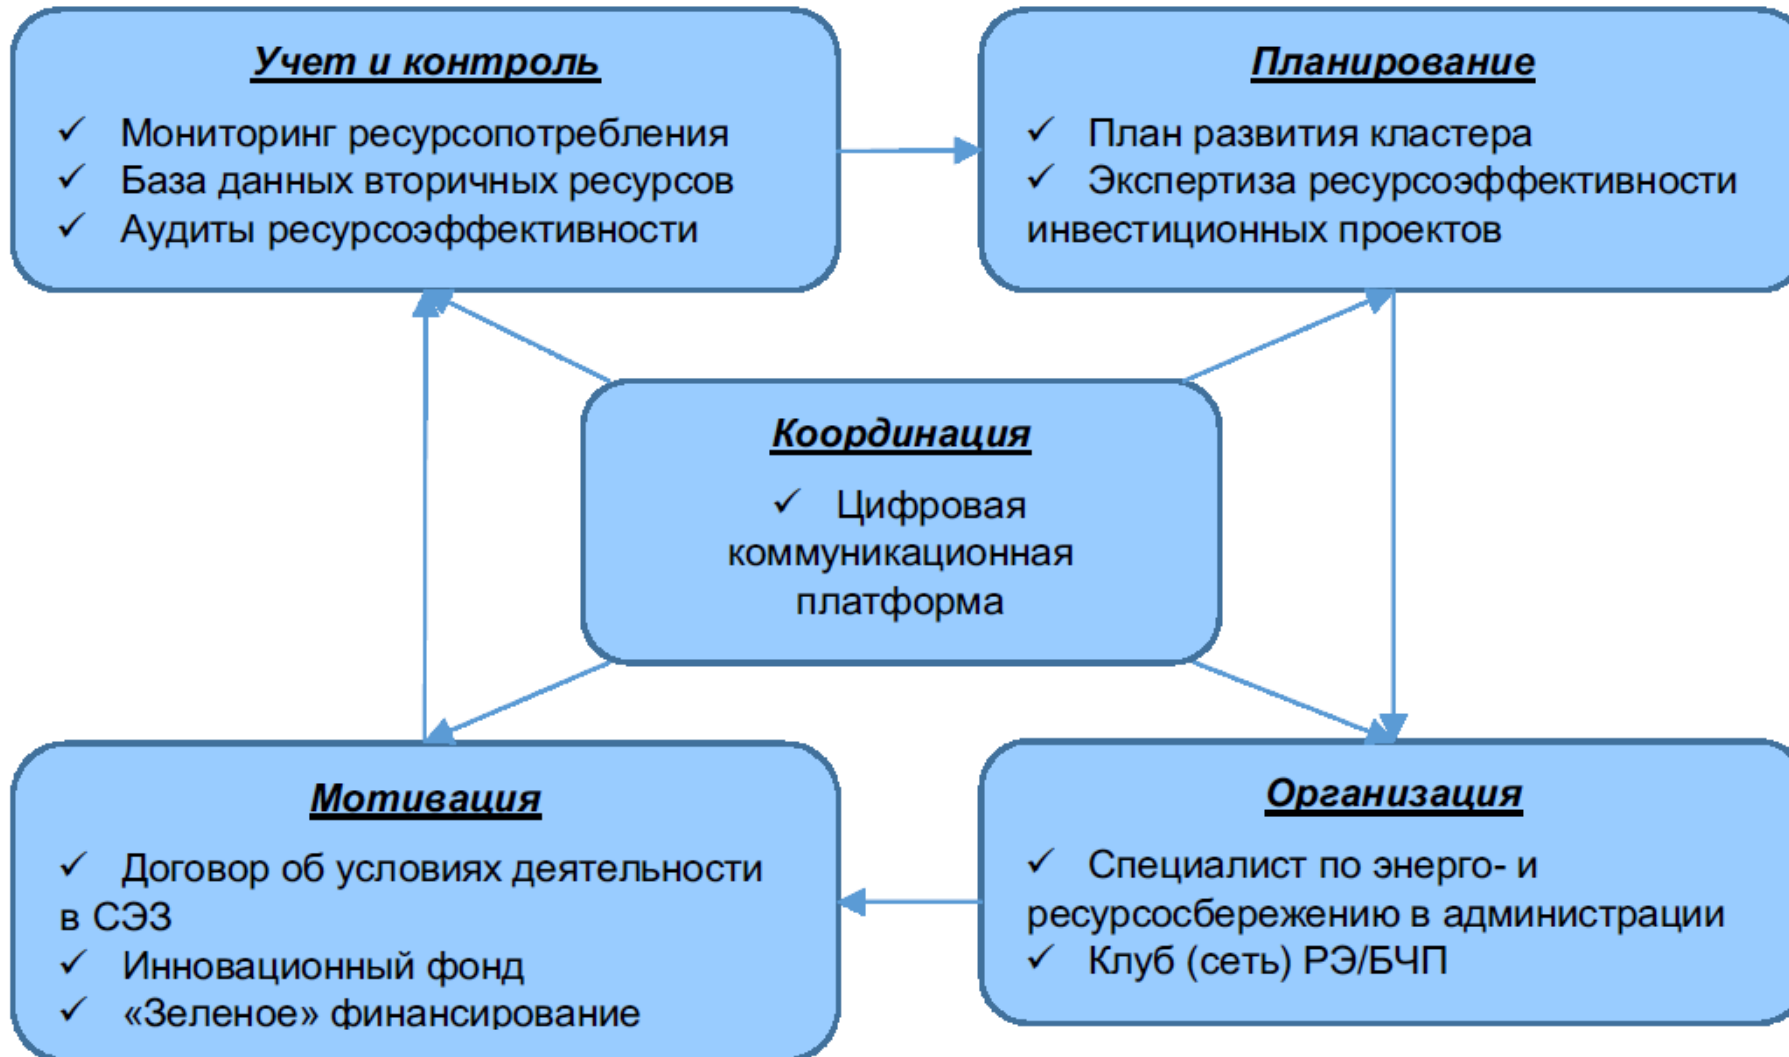 Учет и контроль
✓ Мониторинг ресурсопотребления
✓ База данных вторичных ресурсов
✓ Аудиты ресурсоэффективности
Планирование
✓ План развития кластера
✓ Экспертиза ресурсоэффективности
инвестиционных проектов
Координация
✓ Цифровая
коммуникационная
платформа
Мотивация
✓ Договор об условиях деятельности
в СЭЗ
✓ Инновационный фонд
✓ «Зеленое» финансирование
Организация
✓ Специалист по энерго- и
ресурсосбережению в администрации
✓ Клуб (сеть) РЭ/БЧП